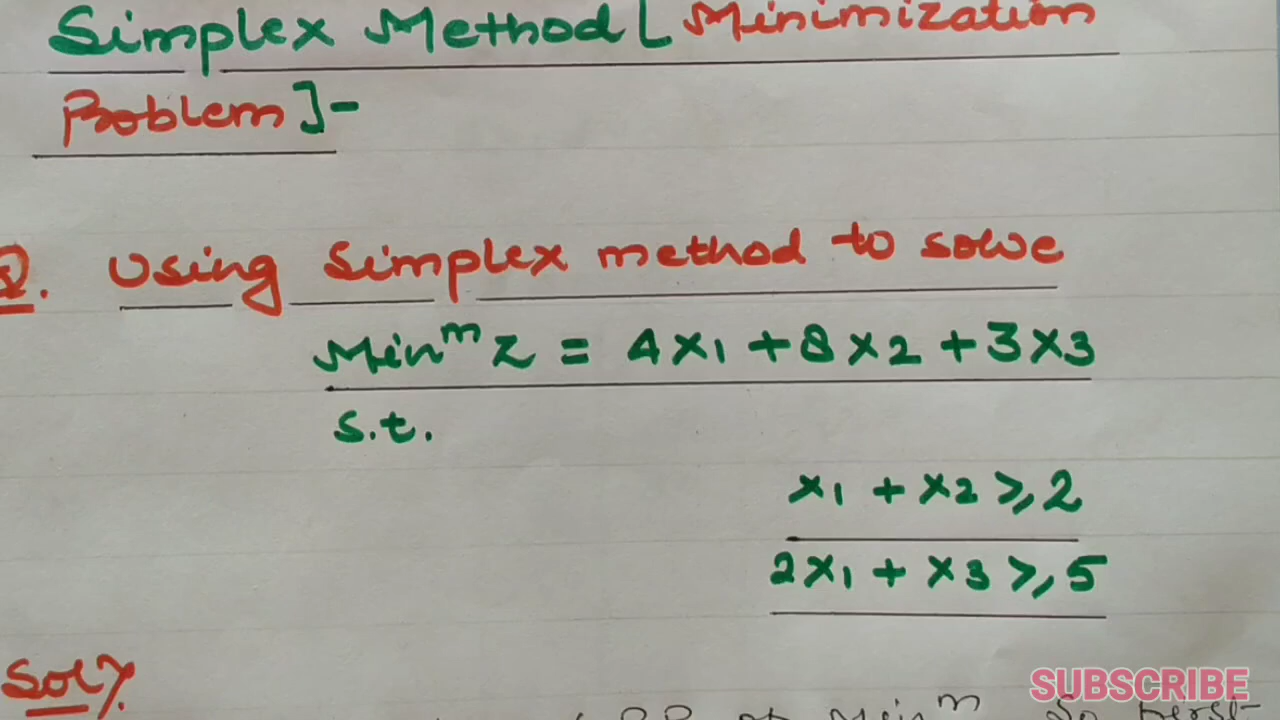 Simplex Method [Minimization
Problem]-
Q. Using Simplex method to solve
Minᵐ Z = 4x1 + 8x2 + 3x3
s.t.
x1 + x2 ≥ 2
2x1 + x3 ≥ 5
Sol^n.
SUBSCRIBE